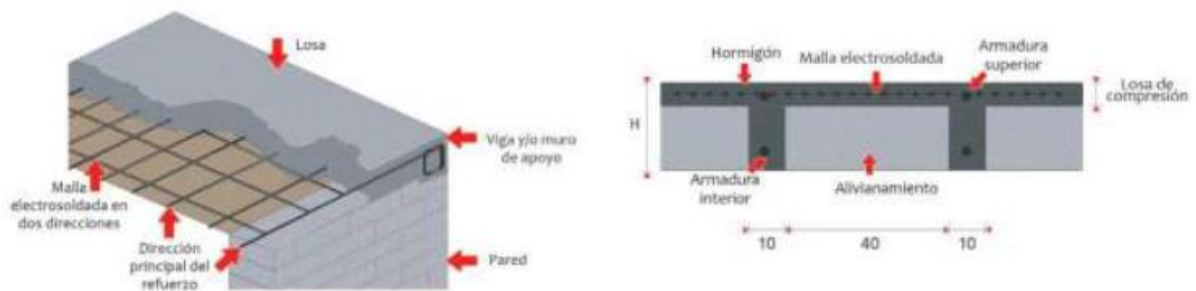 Losa
Viga y/o muro
de apoyo
Malla
electrosoldada en
dos direcciones
Dirección
principal del
refuerzo
Pared
Hormigón
Malla electrosoldada
Armadura
superior
Losa de
compresión
H
Armadura
interior
Alivianamiento
10
40
10